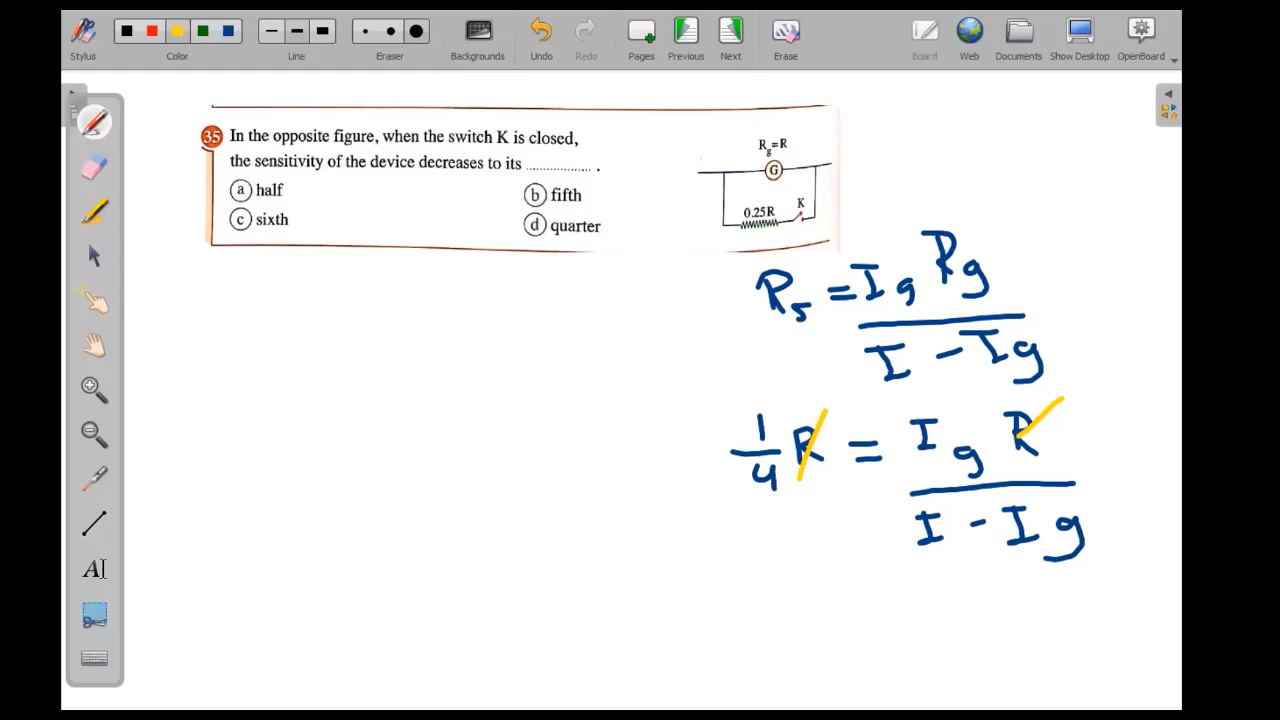 Stylus Color Line Eraser Backgrounds Undo Redo Pages Previous Next Erase Board Web Documents Show Desktop OpenBoard
35 In the opposite figure, when the switch K is closed,
the sensitivity of the device decreases to its .................. .
a half
b fifth
c sixth
d quarter
Rg=R
G
0.25R K
Rs = Ig Rg
I - Ig
1/4 R = Ig R
I - Ig
A